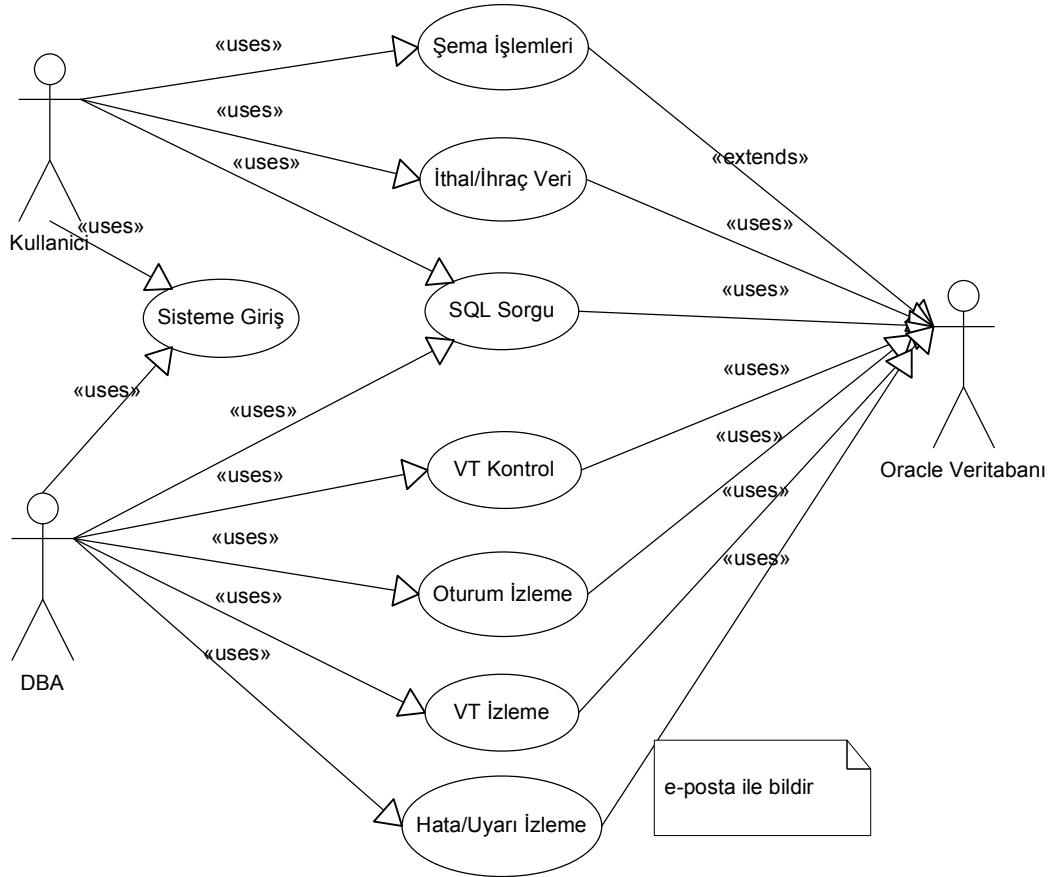 «uses»
Şema İşlemleri
«uses»
«extends»
«uses»
İthal/İhraç Veri
«uses»
Kullanici
«uses»
Sisteme Giriş
SQL Sorgu
«uses»
«uses»
«uses»
«uses»
«uses»
VT Kontrol
«uses»
Oracle Veritabanı
«uses»
«uses»
«uses»
«uses»
Oturum İzleme
«uses»
DBA
«uses»
VT İzleme
e-posta ile bildir
Hata/Uyarı İzleme